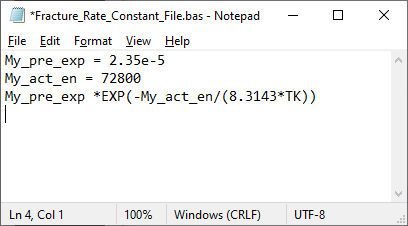 *Fracture_Rate_Constant_File.bas - Notepad
File Edit Format View Help
My_pre_exp = 2.35e-5
My_act_en = 72800
My_pre_exp *EXP(-My_act_en/(8.3143*TK))
Ln 4, Col 1 100% Windows (CRLF) UTF-8